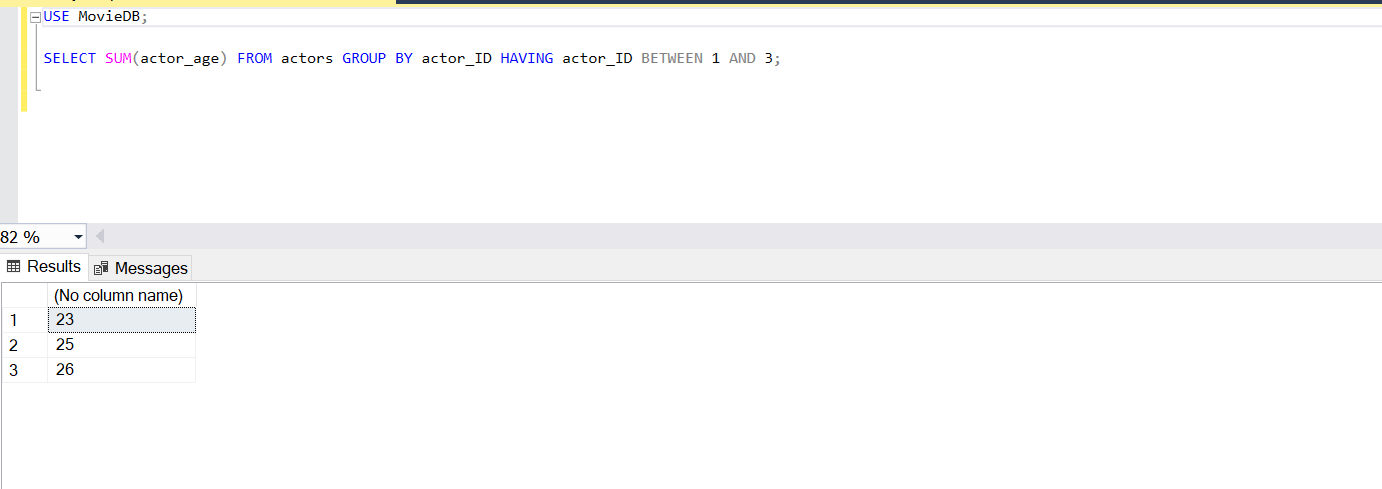 USE MovieDB;
SELECT SUM(actor_age) FROM actors GROUP BY actor_ID HAVING actor_ID BETWEEN 1 AND 3;
82 %
Results Messages
(No column name)
1 23
2 25
3 26